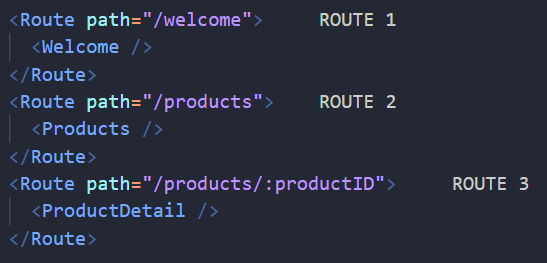 <Route path="/welcome"> ROUTE 1
<Welcome />
</Route>
<Route path="/products"> ROUTE 2
<Products />
</Route>
<Route path="/products/:productID"> ROUTE 3
<ProductDetail />
</Route>